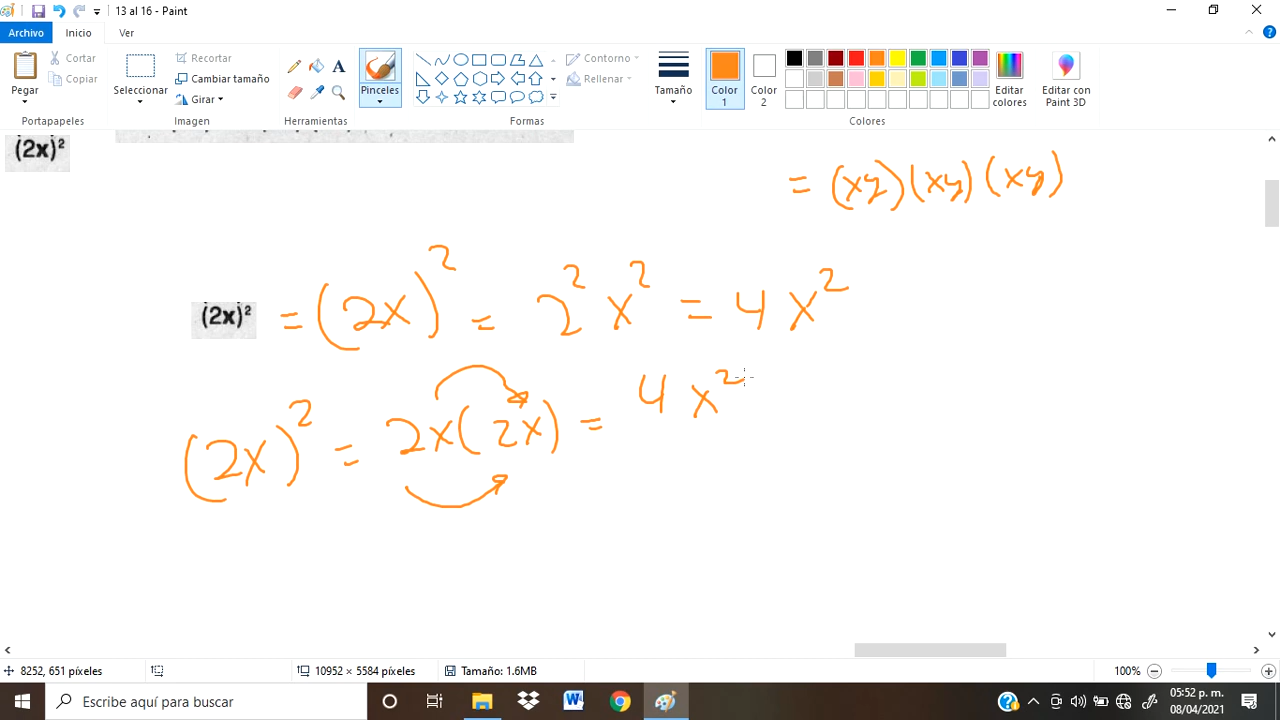 13 al 16 - Paint
Archivo Inicio Ver
Pegar
Cortar
Copiar
Portapapeles
Seleccionar
Recortar
Cambiar tamaño
Girar
Imagen
A
Herramientas
Pinceles
Contorno
Rellenar
Formas
Tamaño
Color 1
Color 2
Editar colores
Editar con Paint 3D
Colores
(2x)²
= (xy)(xy)(xy)
(2x)² = (2x)² = 2² x² = 4 x²
(2x)² = 2x(2x) = 4 x²
8252, 651 píxeles 10952 × 5584 píxeles Tamaño: 1.6MB 100%
Escribe aquí para buscar
05:52 p. m.
08/04/2021